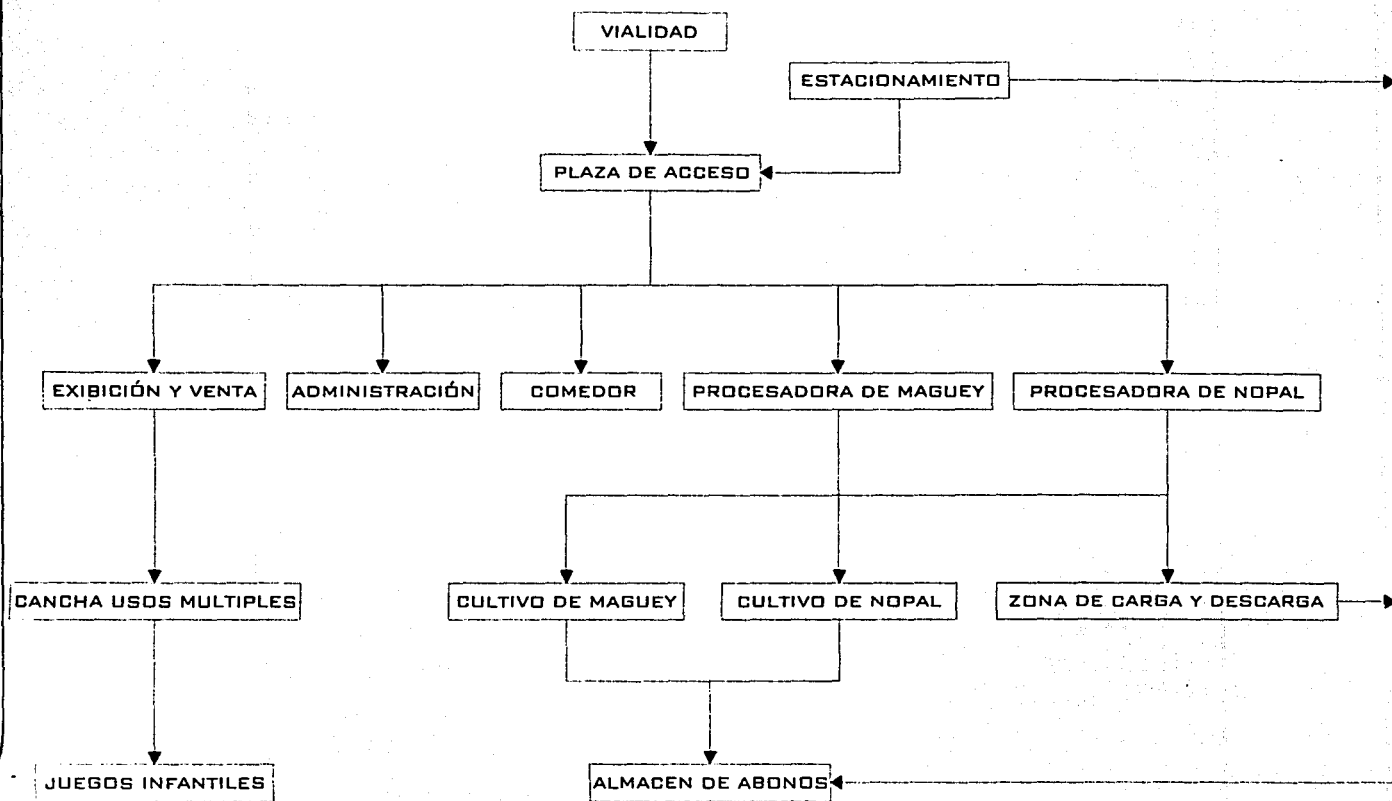 VIALIDAD
ESTACIONAMIENTO
PLAZA DE ACCESO
EXIBICIÓN Y VENTA
ADMINISTRACIÓN
COMEDOR
PROCESADORA DE MAGUEY
PROCESADORA DE NOPAL
CANCHA USOS MULTIPLES
CULTIVO DE MAGUEY
CULTIVO DE NOPAL
ZONA DE CARGA Y DESCARGA
JUEGOS INFANTILES
ALMACEN DE ABONOS